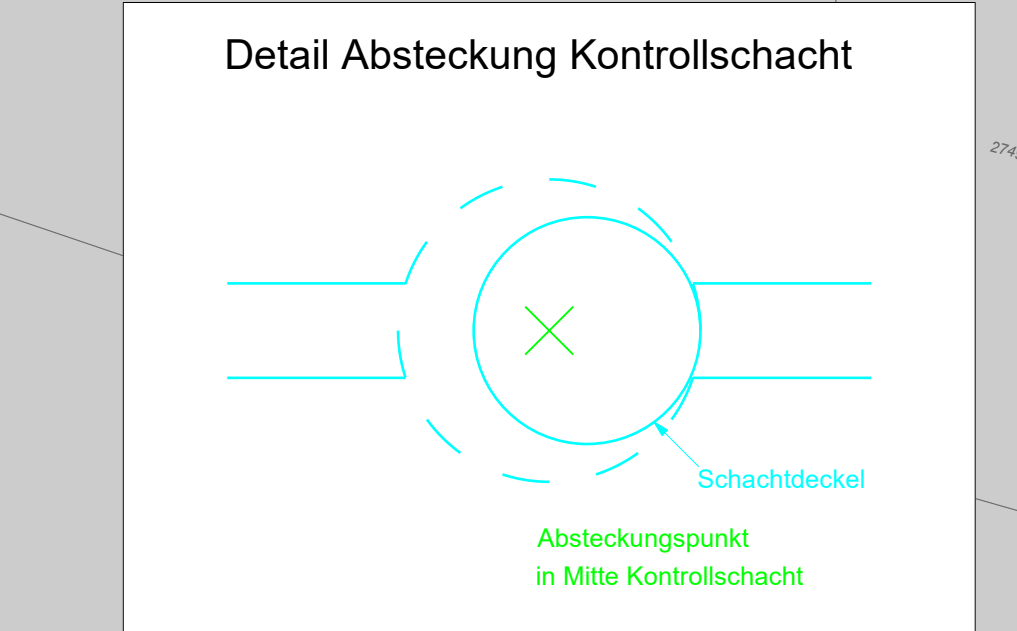 Detail Absteckung Kontrollschacht
Schachtdeckel
Absteckungspunkt
in Mitte Kontrollschacht